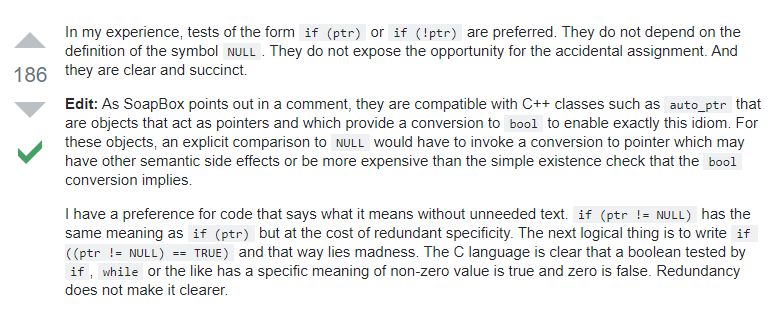 In my experience, tests of the form if (ptr) or if (!ptr) are preferred. They do not depend on the
definition of the symbol NULL . They do not expose the opportunity for the accidental assignment. And
they are clear and succinct.
186
Edit: As SoapBox points out in a comment, they are compatible with C++ classes such as auto_ptr that
are objects that act as pointers and which provide a conversion to bool to enable exactly this idiom. For
these objects, an explicit comparison to NULL would have to invoke a conversion to pointer which may
have other semantic side effects or be more expensive than the simple existence check that the bool
conversion implies.
I have a preference for code that says what it means without unneeded text. if (ptr != NULL) has the
same meaning as if (ptr) but at the cost of redundant specificity. The next logical thing is to write if
((ptr != NULL) == TRUE) and that way lies madness. The C language is clear that a boolean tested by
if , while or the like has a specific meaning of non-zero value is true and zero is false. Redundancy
does not make it clearer.